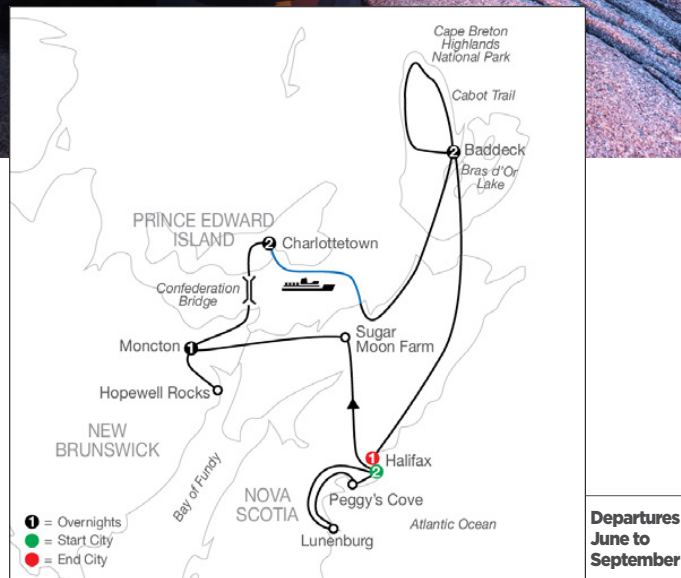 Cape Breton
Highlands
National Park
Cabot Trail
2 Baddeck
Bras d'Or
Lake
PRINCE EDWARD
ISLAND
2 Charlottetown
Confederation
Bridge
Sugar
Moon Farm
Moncton 1
Hopewell Rocks
NEW
BRUNSWICK
Bay of Fundy
1 Halifax
2
Peggy's Cove
NOVA
SCOTIA
Lunenburg
Atlantic Ocean
1 = Overnights
= Start City
= End City
Departures
June to
September